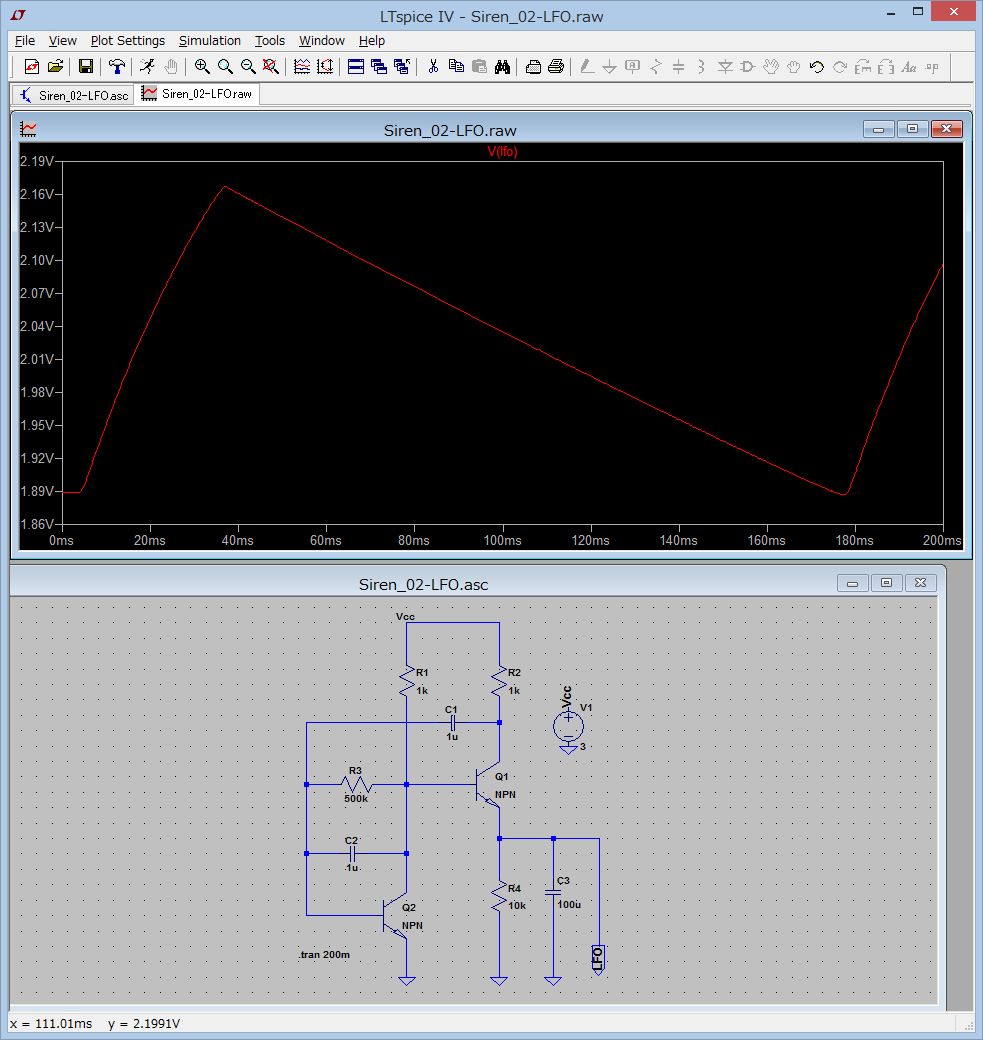 LTspice IV - Siren_02-LFO.raw
File View Plot Settings Simulation Tools Window Help
Siren_02-LFO.asc Siren_02-LFO.raw
Siren_02-LFO.raw
V(lfo)
2.19V
2.16V
2.13V
2.10V
2.07V
2.04V
2.01V
1.98V
1.95V
1.92V
1.89V
1.86V
0ms 20ms 40ms 60ms 80ms 100ms 120ms 140ms 160ms 180ms 200ms
Siren_02-LFO.asc
Vcc
R1 R2
1k 1k
Vcc
C1 V1
1u 3
R3 Q1
500k NPN
C2
1u
R4 C3
10k 100u
Q2
NPN
LFO
.tran 200m
x = 111.01ms y = 2.1991V